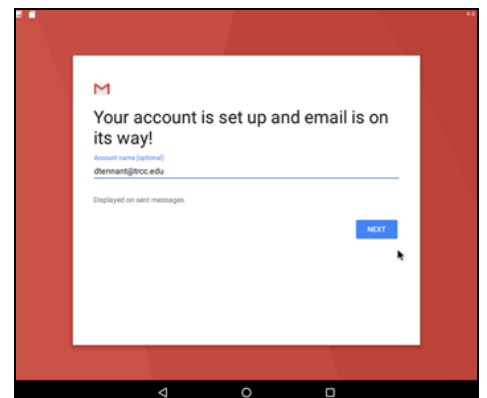 Your account is set up and email is on
its way!
Account name (optional)
dtennant@trcc.edu
Displayed on sent messages
NEXT